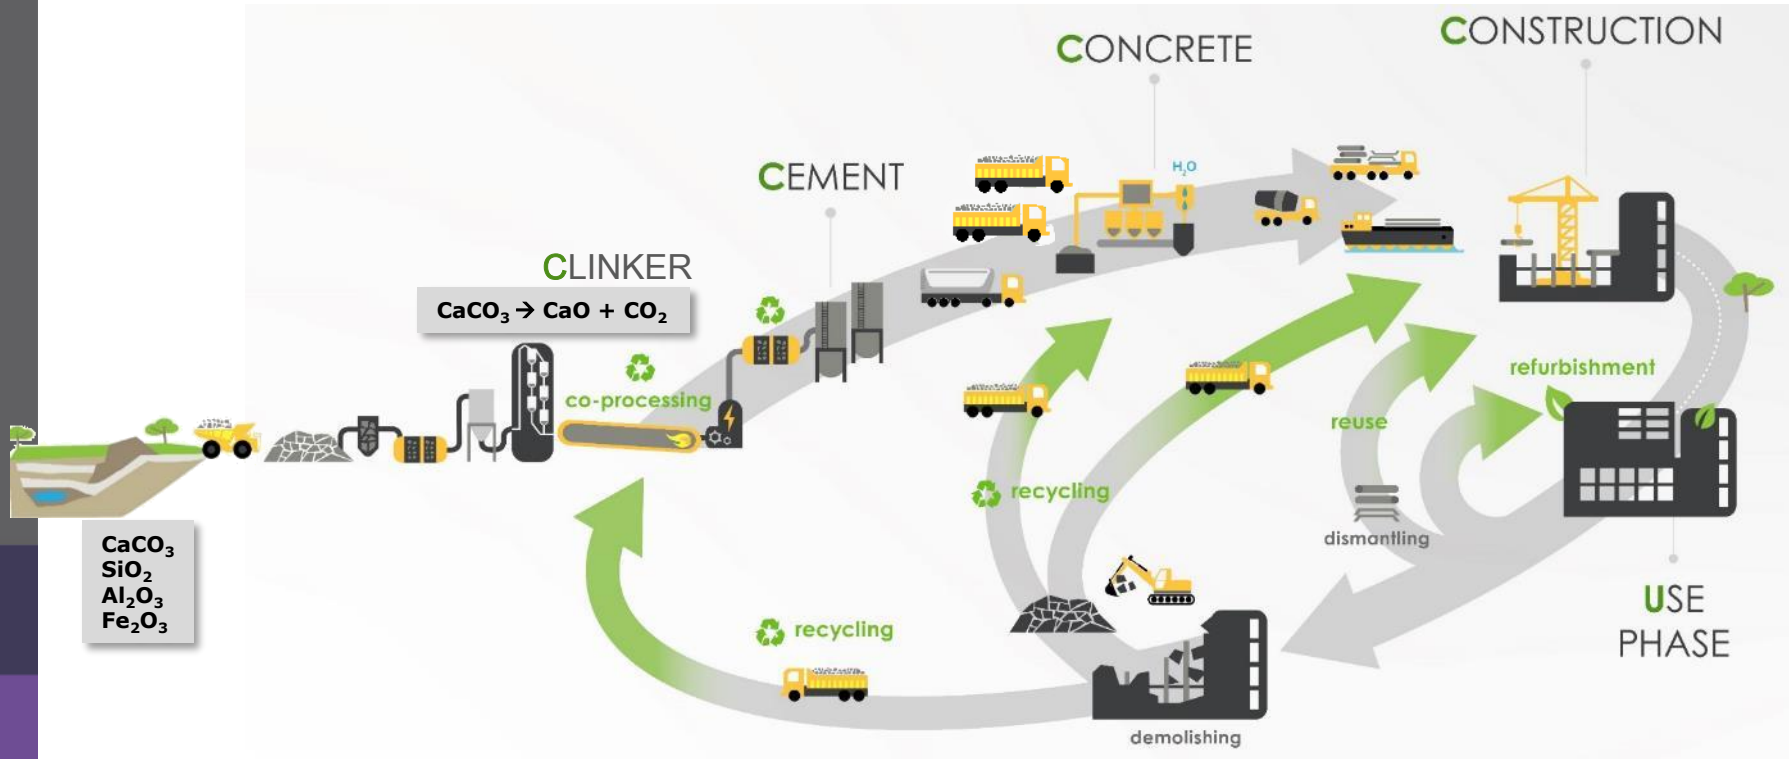 CONSTRUCTION
CONCRETE
H₂O
CEMENT
CLINKER
CaCO₃ → CaO + CO₂
co-processing
refurbishment
reuse
recycling
dismantling
CaCO₃
SiO₂
Al₂O₃
Fe₂O₃
USE
PHASE
recycling
demolishing